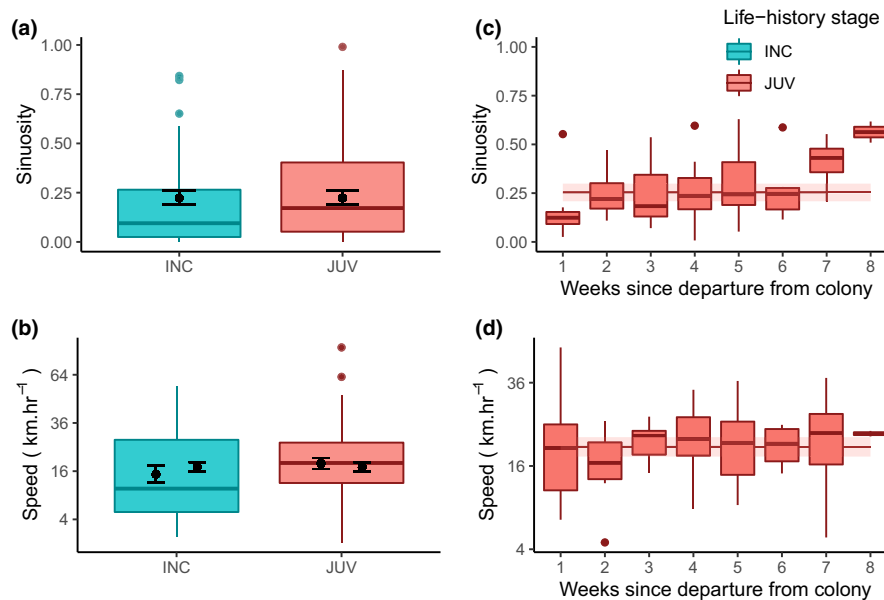 (a)
1.00
0.75
0.50
0.25
0.00
Sinuosity
INC JUV
(c)
Life−history stage
INC
JUV
1.00
0.75
0.50
0.25
0.00
Sinuosity
1 2 3 4 5 6 7 8
Weeks since departure from colony
(b)
64
36
16
4
Speed ( km.hr−1 )
INC JUV
(d)
36
16
4
Speed ( km.hr−1 )
1 2 3 4 5 6 7 8
Weeks since departure from colony